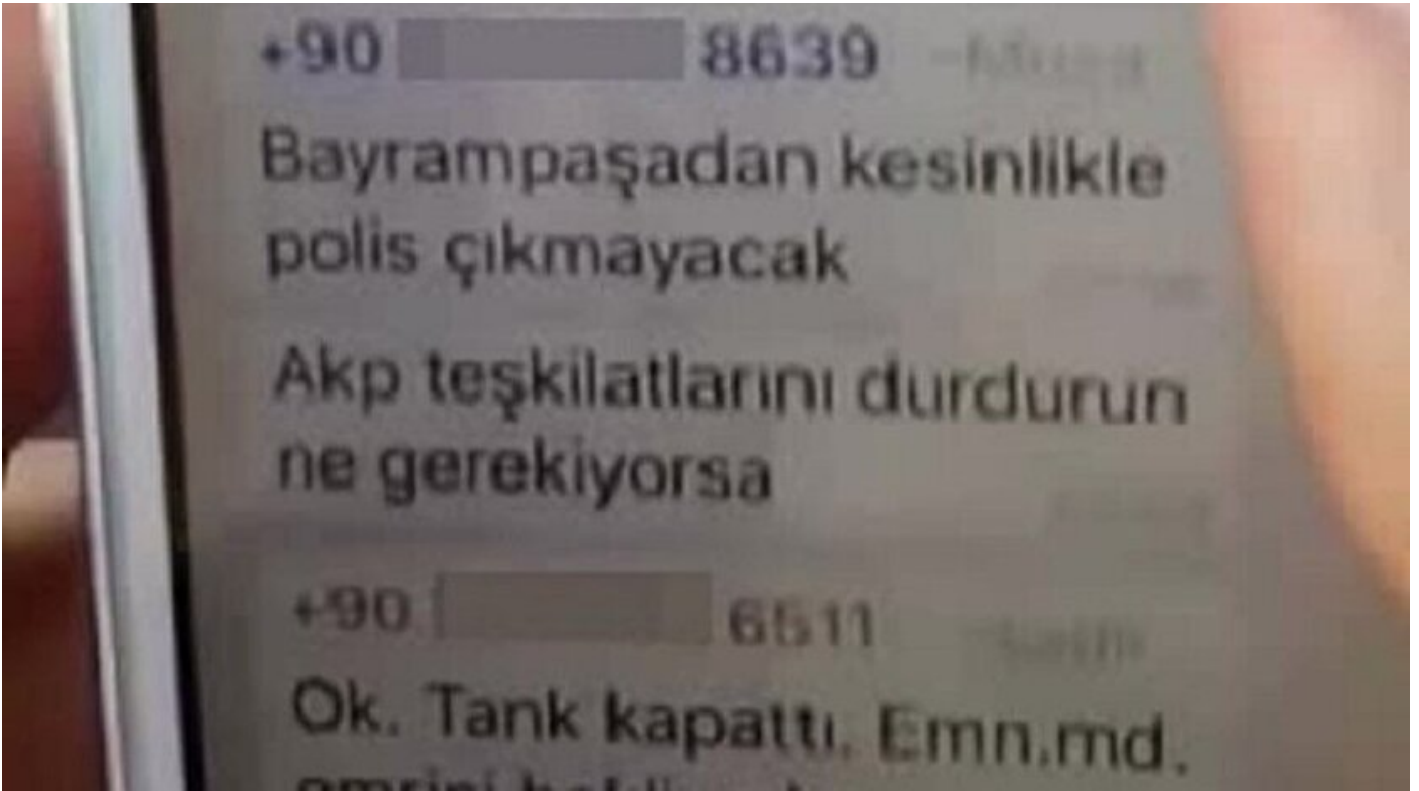 +90 8639
Bayrampaşadan kesinlikle
polis çıkmayacak
Akp teşkilatlarını durdurun
ne gerekiyorsa
+90 6511
Ok. Tank kapattı. Emn.md.